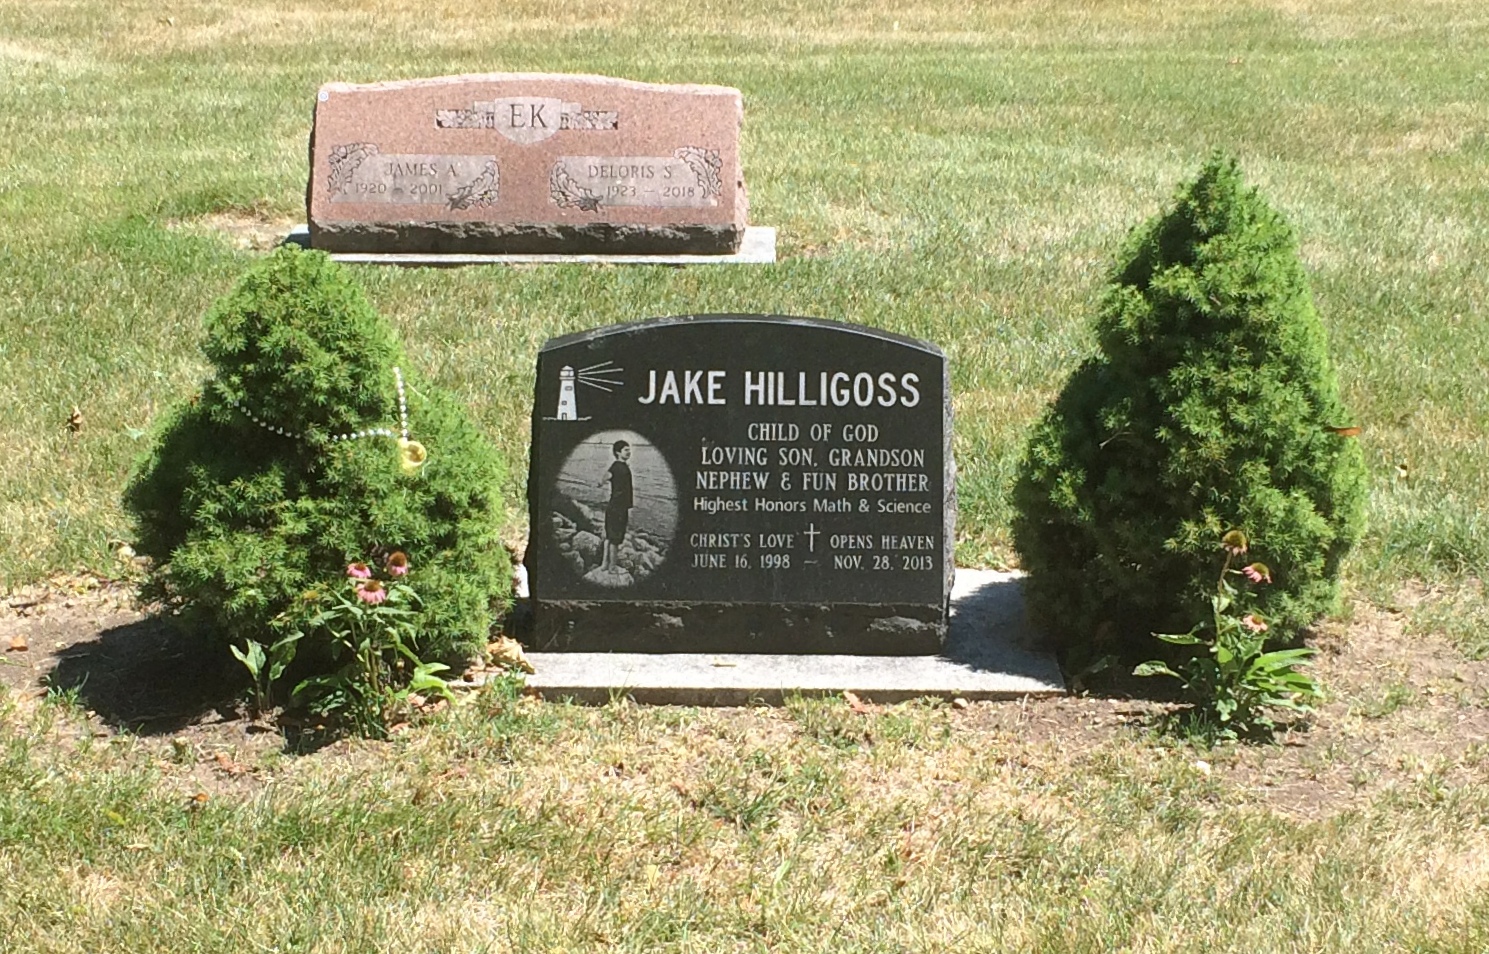 EK
JAMES A.
1920 — 2001
DELORIS S.
1923 — 2018
JAKE HILLIGOSS
CHILD OF GOD
LOVING SON, GRANDSON
NEPHEW & FUN BROTHER
Highest Honors Math & Science
CHRIST'S LOVE OPENS HEAVEN
JUNE 16, 1998 — NOV. 28, 2013